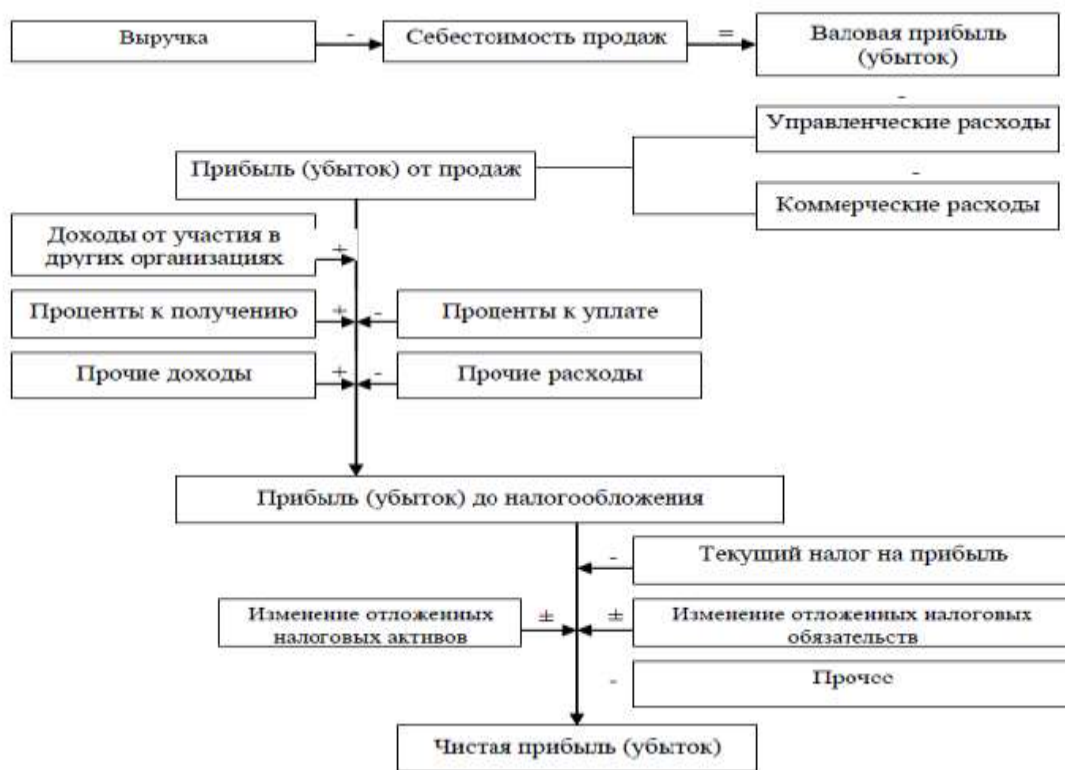 Выручка
-
Себестоимость продаж
=
Валовая прибыль
(убыток)
-
Управленческие расходы
Прибыль (убыток) от продаж
-
Коммерческие расходы
Доходы от участия в
других организациях
+
Проценты к получению
+
-
Проценты к уплате
Прочие доходы
+
-
Прочие расходы
Прибыль (убыток) до налогообложения
-
Текущий налог на прибыль
Изменение отложенных
налоговых активов
±
±
Изменение отложенных налоговых
обязательств
-
Прочее
Чистая прибыль (убыток)